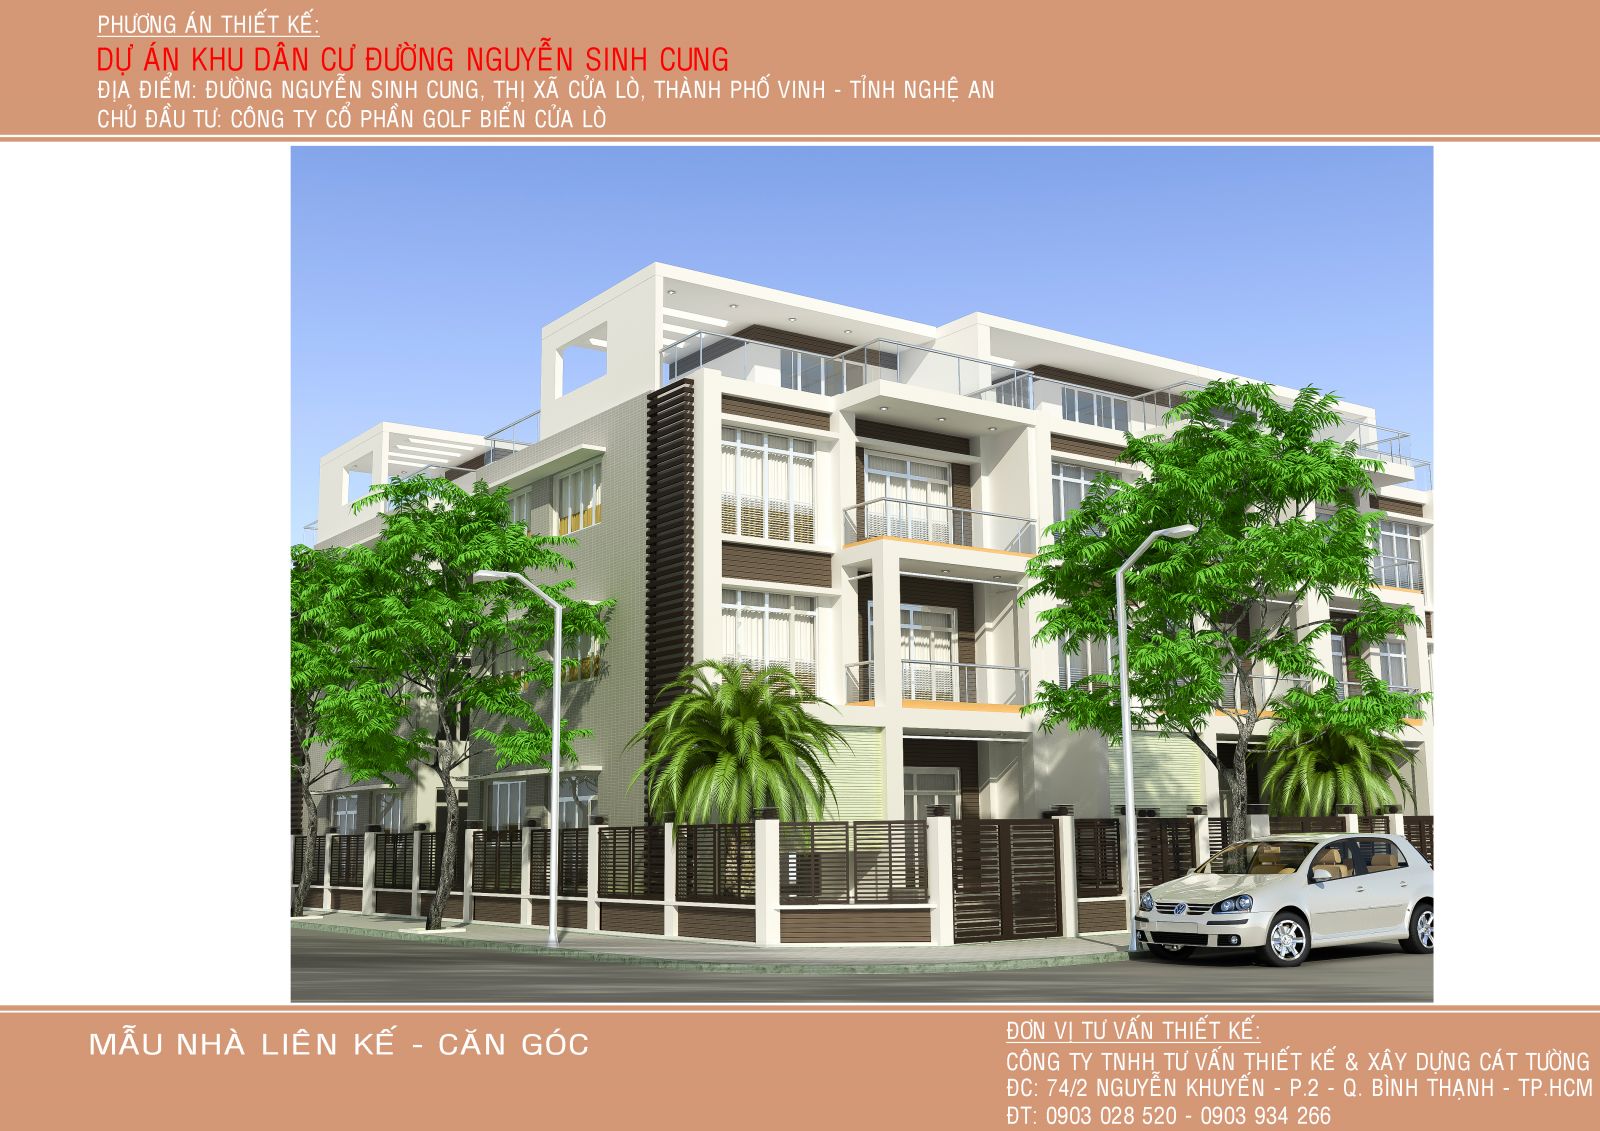 PHƯƠNG ÁN THIẾT KẾ:
DỰ ÁN KHU DÂN CƯ ĐƯỜNG NGUYỄN SINH CUNG
ĐỊA ĐIỂM: ĐƯỜNG NGUYỄN SINH CUNG, THỊ XÃ CỬA LÒ, THÀNH PHỐ VINH - TỈNH NGHỆ AN
CHỦ ĐẦU TƯ: CÔNG TY CỔ PHẦN GOLF BIỂN CỬA LÒ
MẪU NHÀ LIÊN KẾ - CĂN GÓC
ĐƠN VỊ TƯ VẤN THIẾT KẾ:
CÔNG TY TNHH TƯ VẤN THIẾT KẾ & XÂY DỰNG CÁT TƯỜNG
ĐC: 74/2 NGUYỄN KHUYẾN - P.2 - Q. BÌNH THẠNH - TP.HCM
ĐT: 0903 028 520 - 0903 934 266